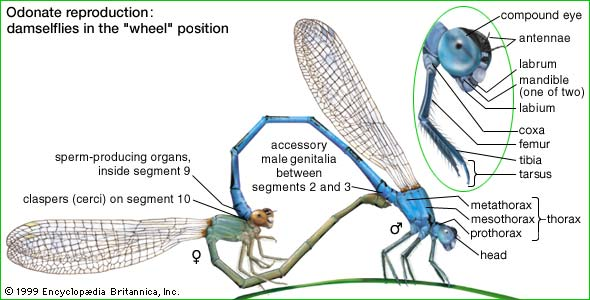 Odonate reproduction:
damselflies in the "wheel" position
compound eye
antennae
labrum
mandible
(one of two)
labium
coxa
femur
tibia
tarsus
sperm-producing organs,
inside segment 9
claspers (cerci) on segment 10
accessory
male genitalia
between
segments 2 and 3
metathorax
mesothorax
prothorax
thorax
head
♀
♂
© 1999 Encyclopædia Britannica, Inc.